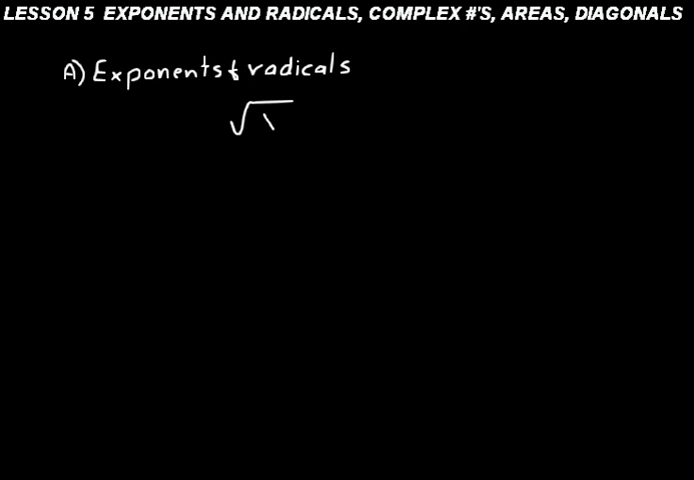 LESSON 5 EXPONENTS AND RADICALS, COMPLEX #'S, AREAS, DIAGONALS
A) Exponents & radicals
√\